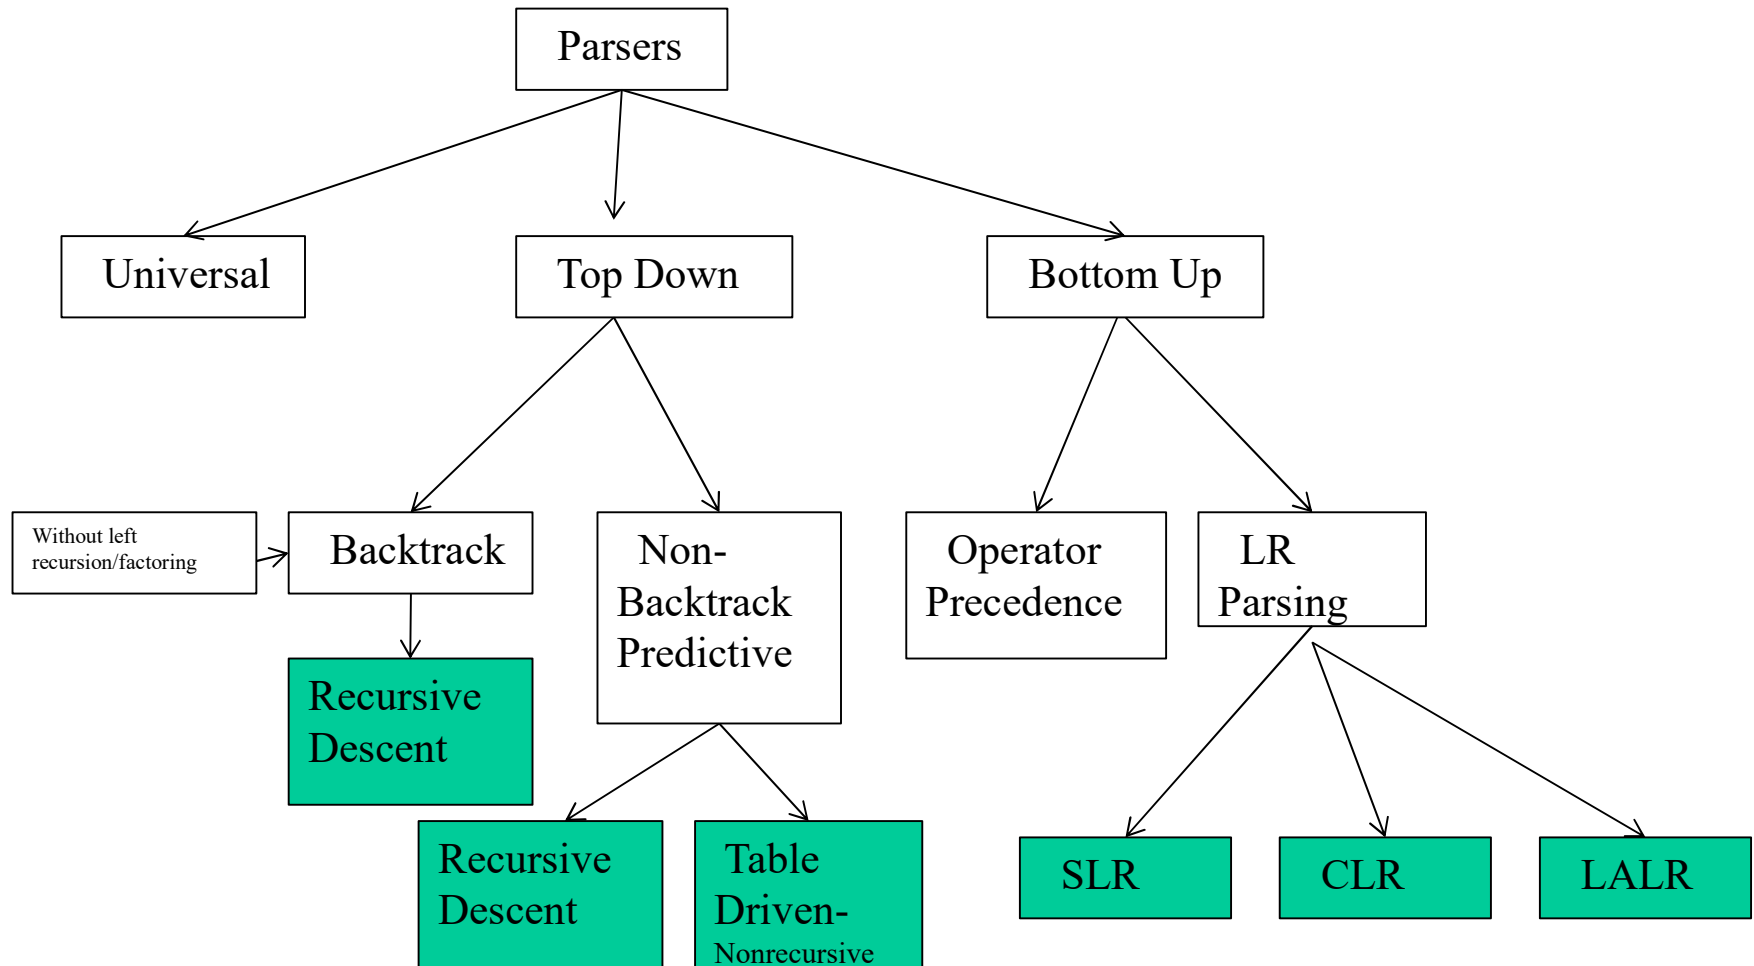 Parsers
Universal
Top Down
Bottom Up
Without left
recursion/factoring
Backtrack
Non-
Backtrack
Predictive
Operator
Precedence
LR
Parsing
Recursive
Descent
Recursive
Descent
Table
Driven-
Nonrecursive
SLR
CLR
LALR